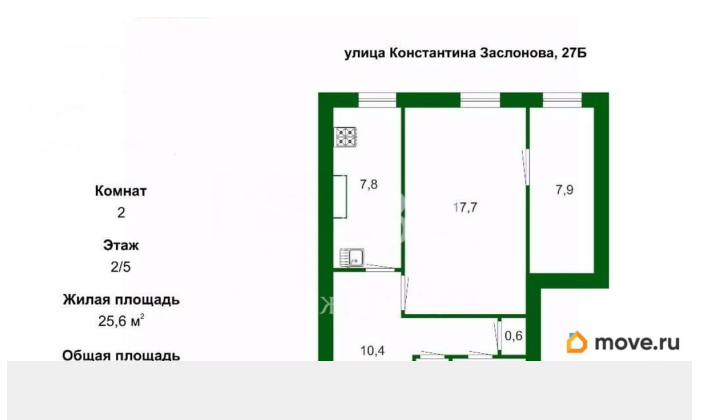 улица Константина Заслонова, 27Б
Комнат
2
Этаж
2/5
Жилая площадь
25,6 м²
Общая площадь
7,8
17,7
7,9
0,6
10,4
move.ru